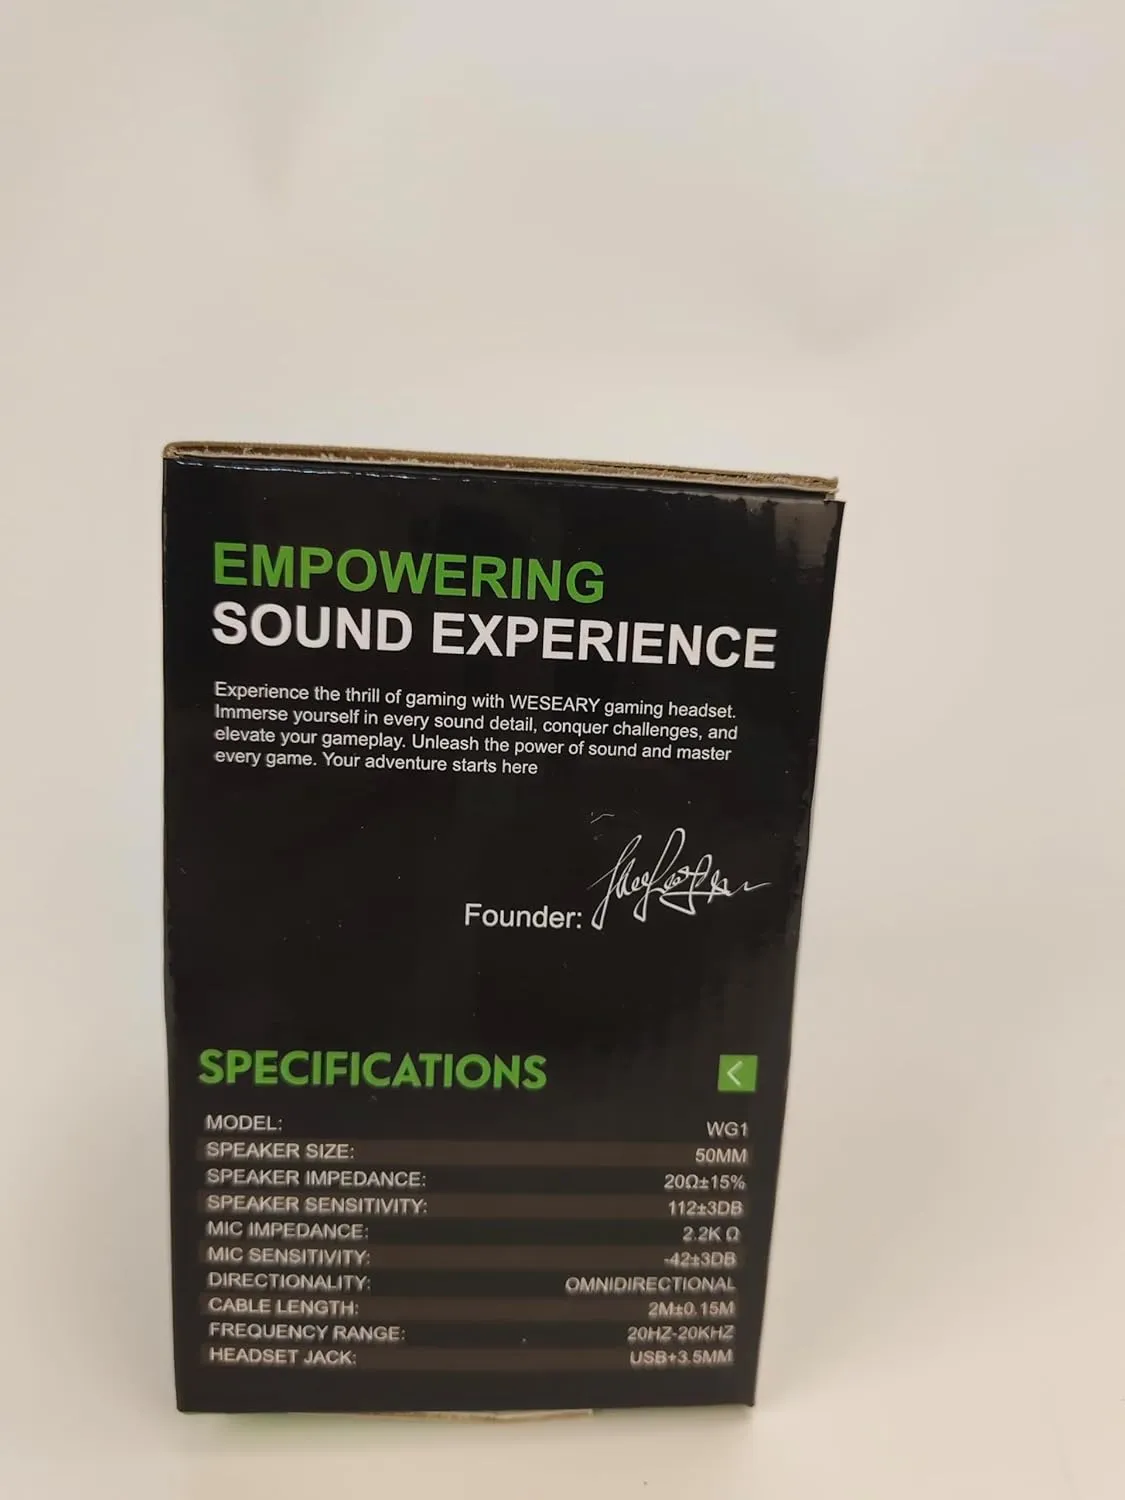 EMPOWERING
SOUND EXPERIENCE
Experience the thrill of gaming with WESEARY gaming headset.
Immerse yourself in every sound detail, conquer challenges, and
elevate your gameplay. Unleash the power of sound and master
every game. Your adventure starts here
Founder:
SPECIFICATIONS
MODEL: WG1
SPEAKER SIZE: 50MM
SPEAKER IMPEDANCE: 20Ω±15%
SPEAKER SENSITIVITY: 112±3DB
MIC IMPEDANCE: 2.2K Ω
MIC SENSITIVITY: -42±3DB
DIRECTIONALITY: OMNIDIRECTIONAL
CABLE LENGTH: 2M±0.15M
FREQUENCY RANGE: 20HZ-20KHZ
HEADSET JACK: USB+3.5MM